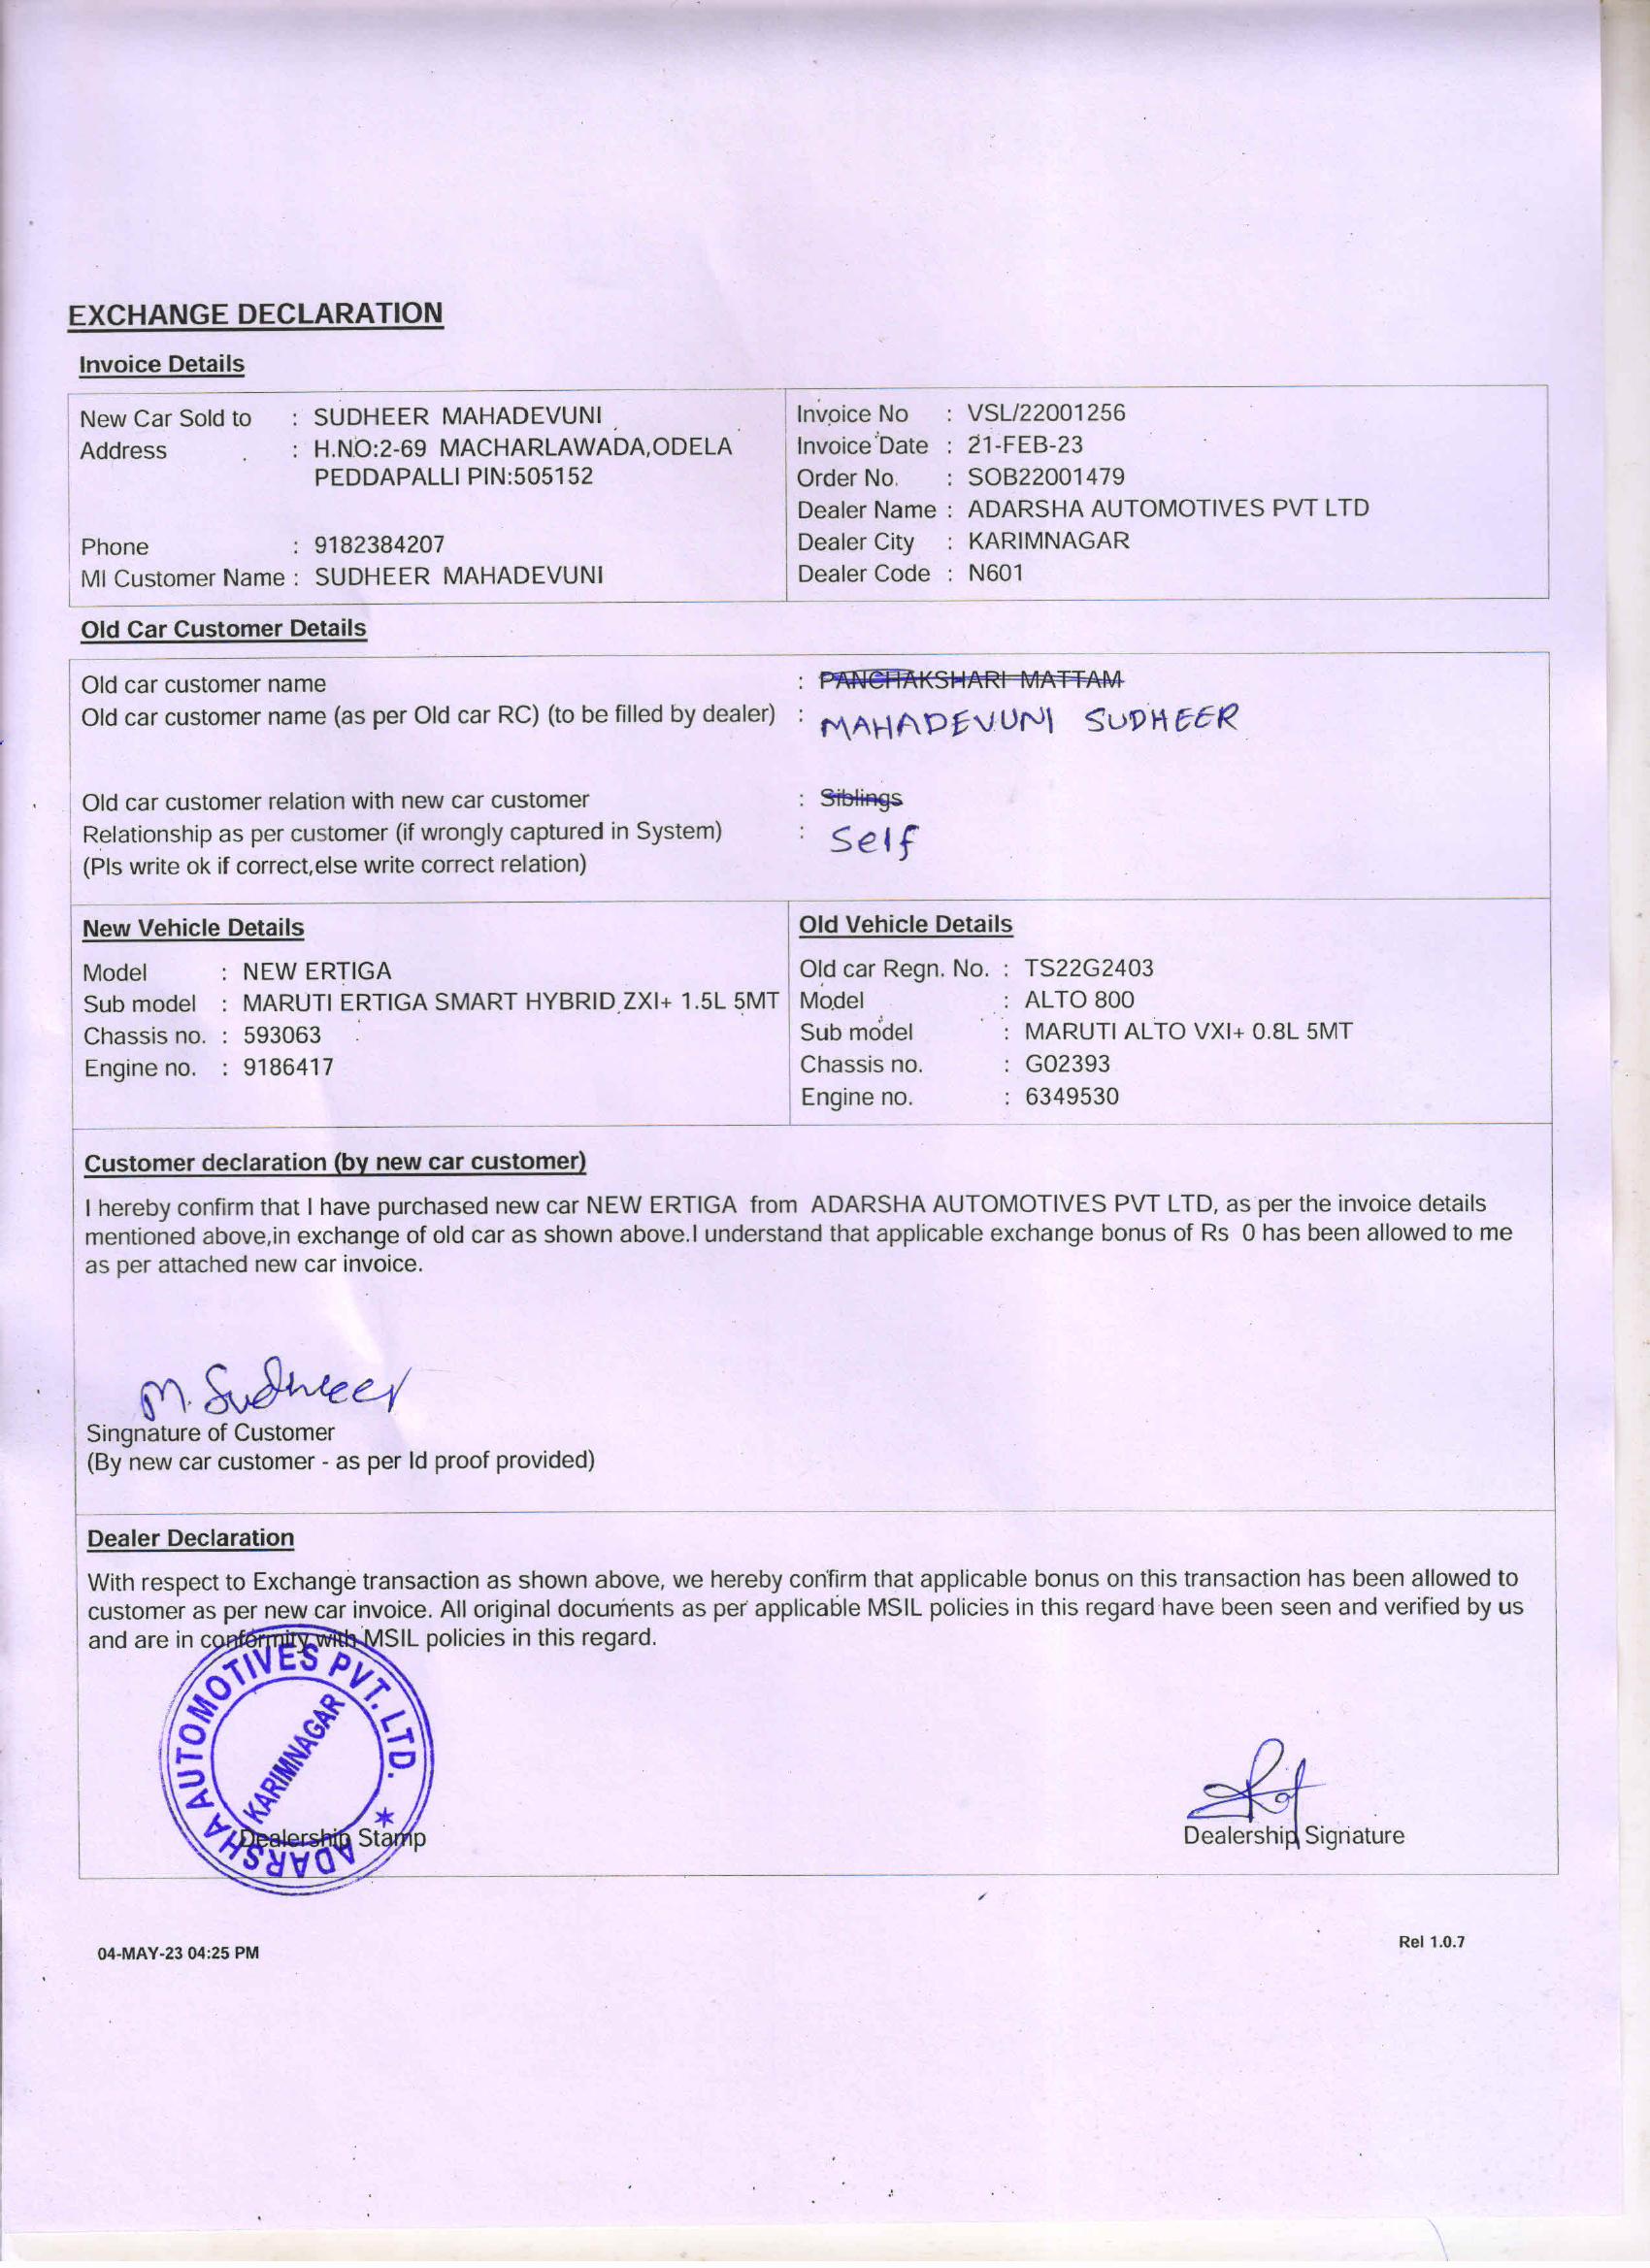 EXCHANGE DECLARATION
Invoice Details
New Car Sold to : SUDHEER MAHADEVUNI
Address : H.NO:2-69 MACHARLAWADA,ODELA
PEDDAPALLI PIN:505152
Phone : 9182384207
MI Customer Name : SUDHEER MAHADEVUNI
Invoice No : VSL/22001256
Invoice Date : 21-FEB-23
Order No. : SOB22001479
Dealer Name : ADARSHA AUTOMOTIVES PVT LTD
Dealer City : KARIMNAGAR
Dealer Code : N601
Old Car Customer Details
Old car customer name : PANCHAKSHARI MATTAM
Old car customer name (as per Old car RC) (to be filled by dealer) : MAHADEVUNI SUDHEER
Old car customer relation with new car customer : Siblings
Relationship as per customer (if wrongly captured in System) : Self
(Pls write ok if correct,else write correct relation)
New Vehicle Details
Model : NEW ERTIGA
Sub model : MARUTI ERTIGA SMART HYBRID ZXI+ 1.5L 5MT
Chassis no. : 593063
Engine no. : 9186417
Old Vehicle Details
Old car Regn. No. : TS22G2403
Model : ALTO 800
Sub model : MARUTI ALTO VXI+ 0.8L 5MT
Chassis no. : G02393
Engine no. : 6349530
Customer declaration (by new car customer)
I hereby confirm that I have purchased new car NEW ERTIGA from ADARSHA AUTOMOTIVES PVT LTD, as per the invoice details
mentioned above,in exchange of old car as shown above.I understand that applicable exchange bonus of Rs 0 has been allowed to me
as per attached new car invoice.
M. Sudheer
Singnature of Customer
(By new car customer - as per Id proof provided)
Dealer Declaration
With respect to Exchange transaction as shown above, we hereby confirm that applicable bonus on this transaction has been allowed to
customer as per new car invoice. All original documents as per applicable MSIL policies in this regard have been seen and verified by us
and are in conformity with MSIL policies in this regard.
ADARSHA AUTOMOTIVES PVT. LTD. *
KARIMNAGAR
Dealership Stamp
Dealership Signature
04-MAY-23 04:25 PM
Rel 1.0.7